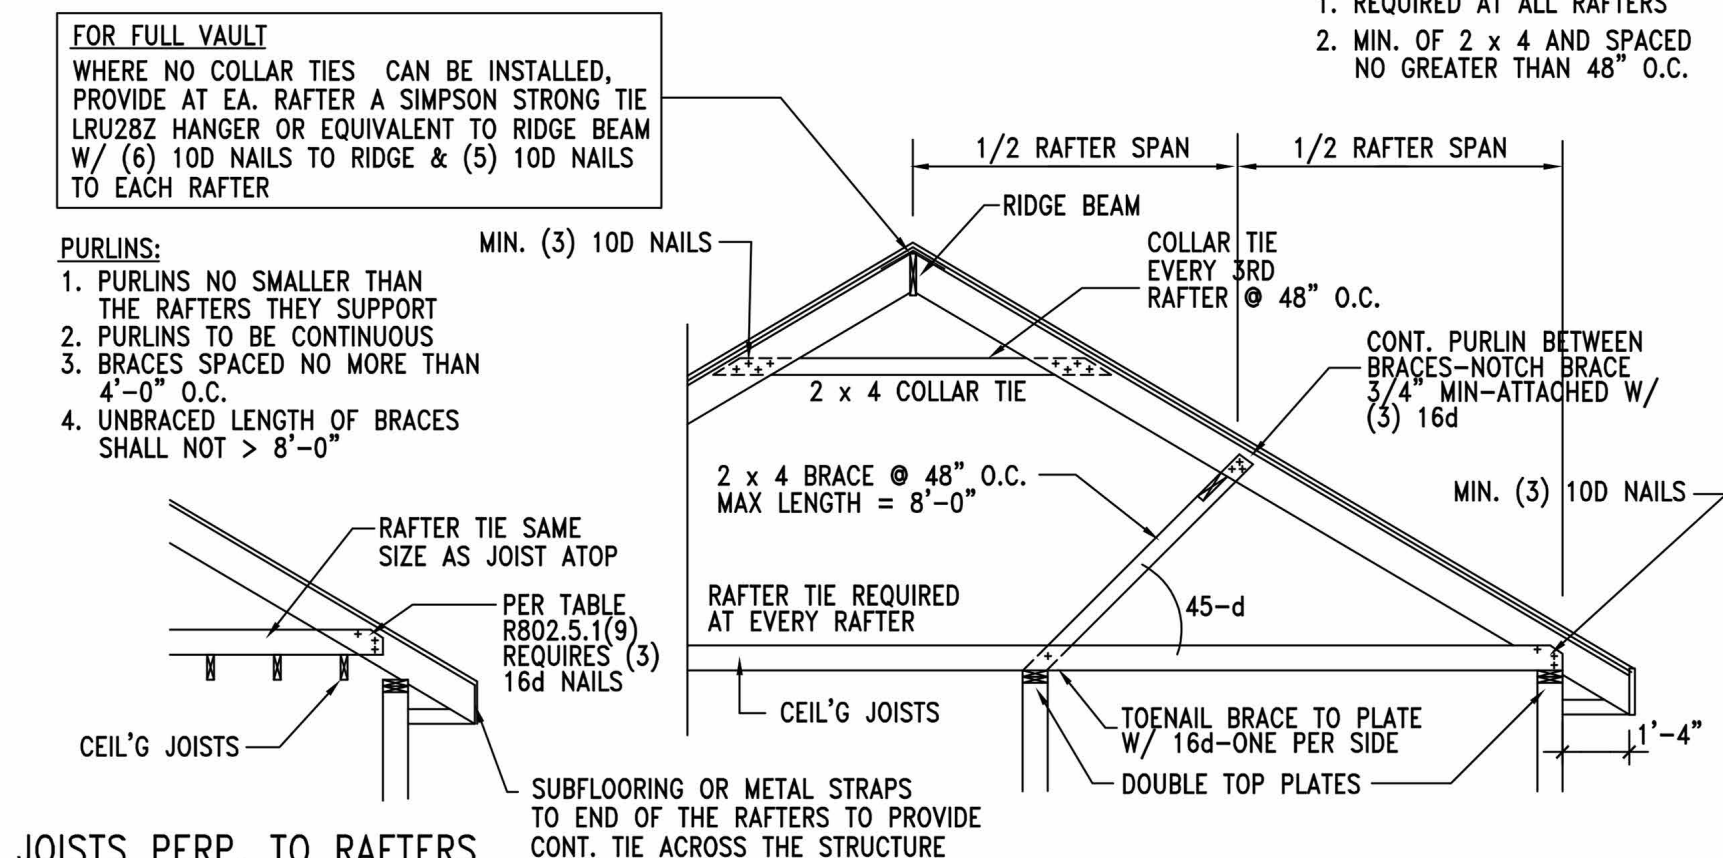 1. REQUIRED AT ALL RAFTERS
2. MIN. OF 2 x 4 AND SPACED
NO GREATER THAN 48" O.C.
FOR FULL VAULT
WHERE NO COLLAR TIES CAN BE INSTALLED,
PROVIDE AT EA. RAFTER A SIMPSON STRONG TIE
LRU28Z HANGER OR EQUIVALENT TO RIDGE BEAM
W/ (6) 10D NAILS TO RIDGE & (5) 10D NAILS
TO EACH RAFTER
1/2 RAFTER SPAN
1/2 RAFTER SPAN
RIDGE BEAM
MIN. (3) 10D NAILS
COLLAR TIE
EVERY 3RD
RAFTER @ 48" O.C.
PURLINS:
1. PURLINS NO SMALLER THAN
THE RAFTERS THEY SUPPORT
2. PURLINS TO BE CONTINUOUS
3. BRACES SPACED NO MORE THAN
4'-0" O.C.
4. UNBRACED LENGTH OF BRACES
SHALL NOT > 8'-0"
CONT. PURLIN BETWEEN
BRACES-NOTCH BRACE
3/4" MIN-ATTACHED W/
(3) 16d
2 x 4 COLLAR TIE
2 x 4 BRACE @ 48" O.C.
MAX LENGTH = 8'-0"
MIN. (3) 10D NAILS
RAFTER TIE SAME
SIZE AS JOIST ATOP
PER TABLE
R802.5.1(9)
REQUIRES (3)
16d NAILS
RAFTER TIE REQUIRED
AT EVERY RAFTER
45-d
CEIL'G JOISTS
CEIL'G JOISTS
TOENAIL BRACE TO PLATE
W/ 16d-ONE PER SIDE
1'-4"
DOUBLE TOP PLATES
SUBFLOORING OR METAL STRAPS
TO END OF THE RAFTERS TO PROVIDE
CONT. TIE ACROSS THE STRUCTURE
JOISTS PERP. TO RAFTERS